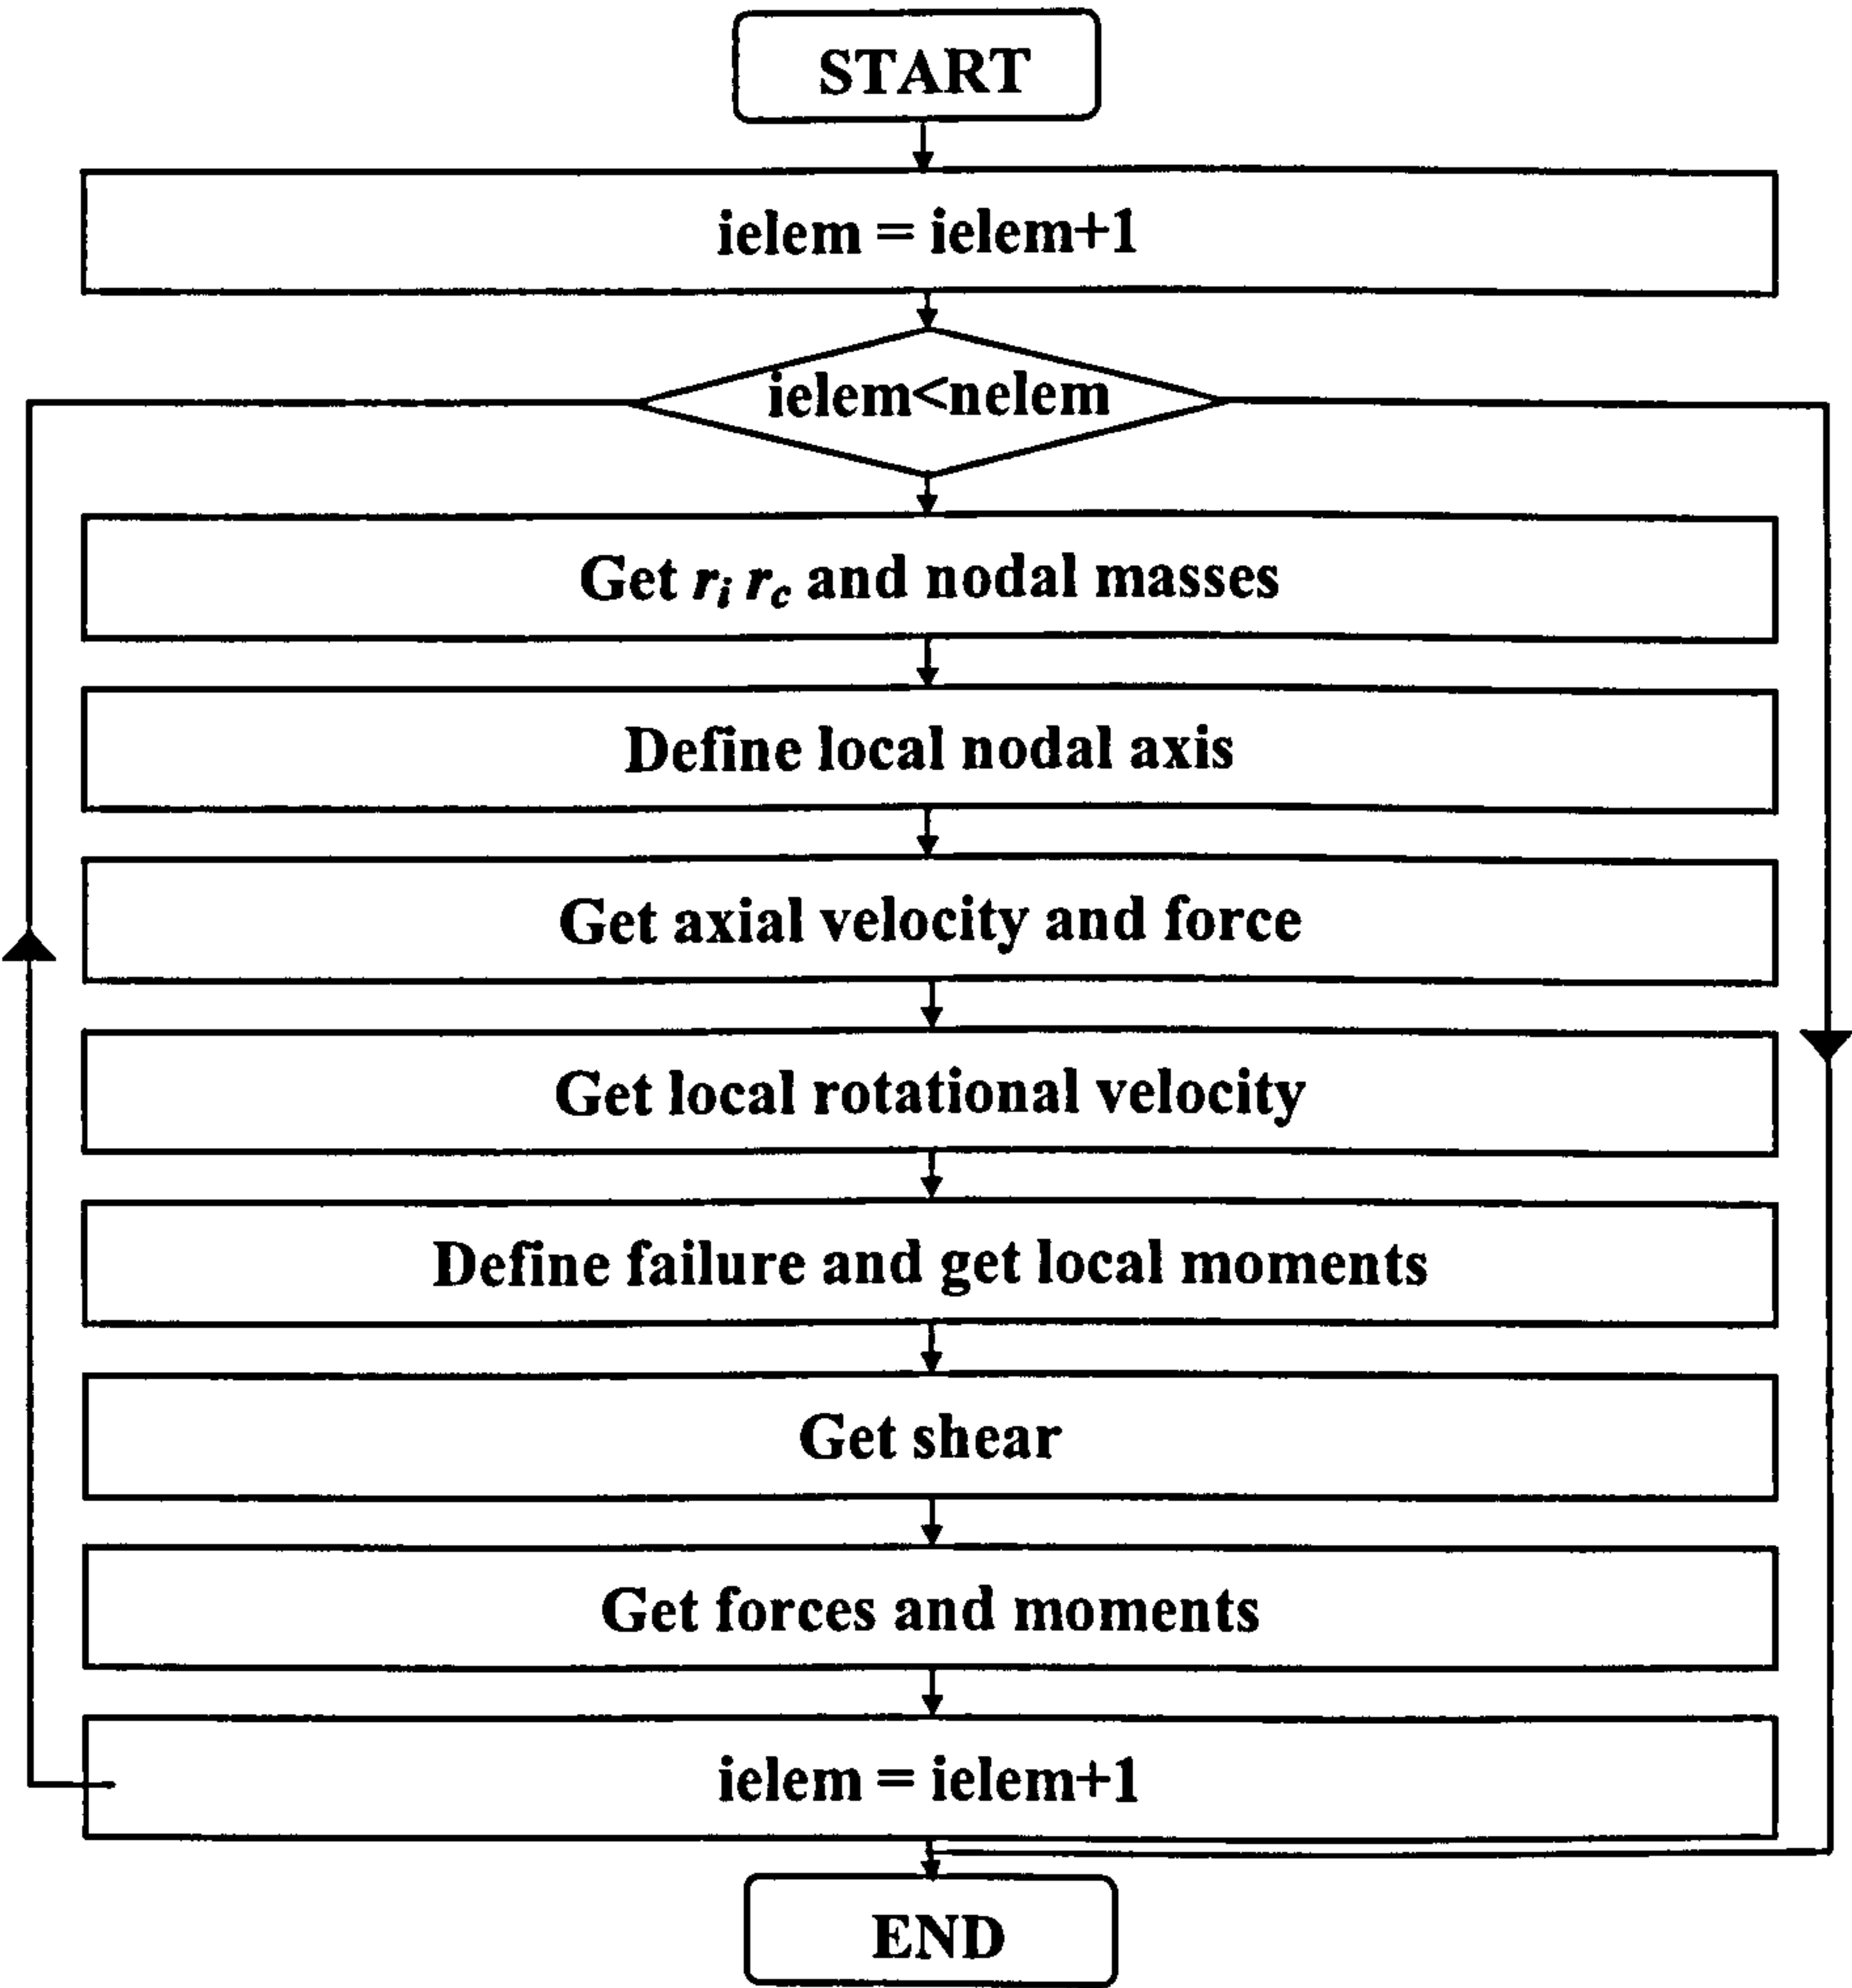 START
ielem = ielem+1
ielem<nelem
Get r_i r_c and nodal masses
Define local nodal axis
Get axial velocity and force
Get local rotational velocity
Define failure and get local moments
Get shear
Get forces and moments
ielem = ielem+1
END